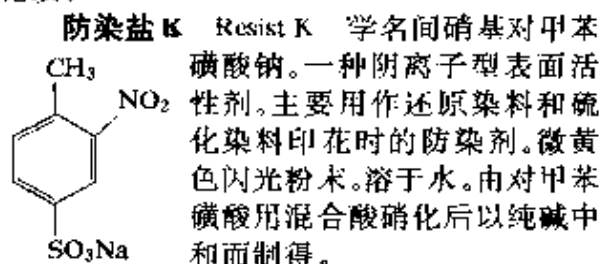 防染盐K Resist K 学名间硝基对甲苯
磺酸钠。一种阴离子型表面活
性剂。主要用作还原染料和硫
化染料印花时的防染剂。微黄
色闪光粉末。溶于水。由对甲苯
磺酸用混合酸硝化后以纯碱中
和而制得。
CH₃
NO₂
SO₃Na